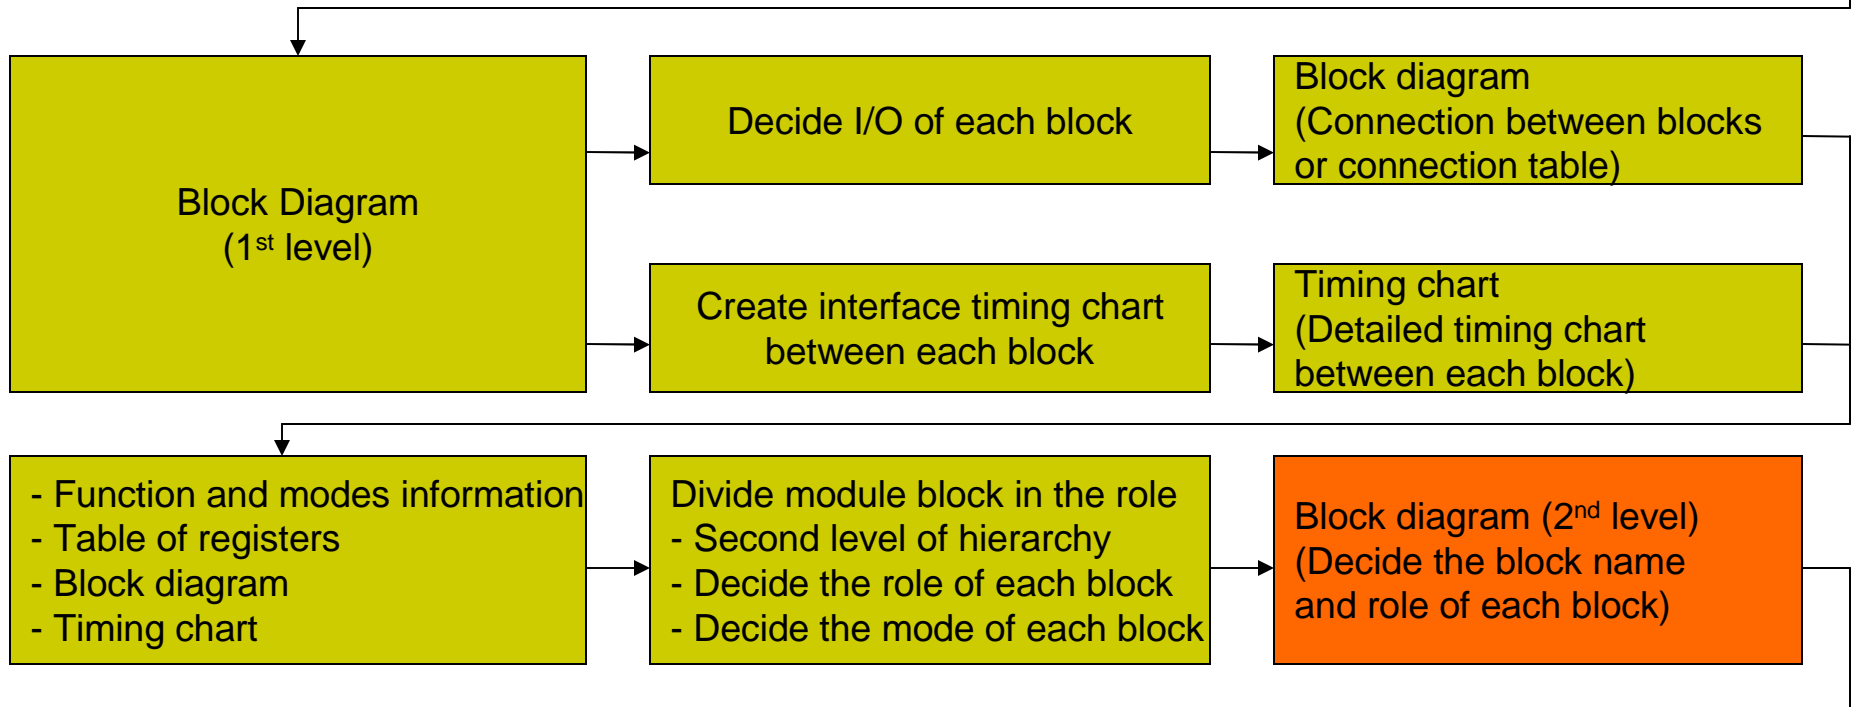 Block Diagram
(1st level)
Decide I/O of each block
Block diagram
(Connection between blocks
or connection table)
Create interface timing chart
between each block
Timing chart
(Detailed timing chart
between each block)
- Function and modes information
- Table of registers
- Block diagram
- Timing chart
Divide module block in the role
- Second level of hierarchy
- Decide the role of each block
- Decide the mode of each block
Block diagram (2nd level)
(Decide the block name
and role of each block)